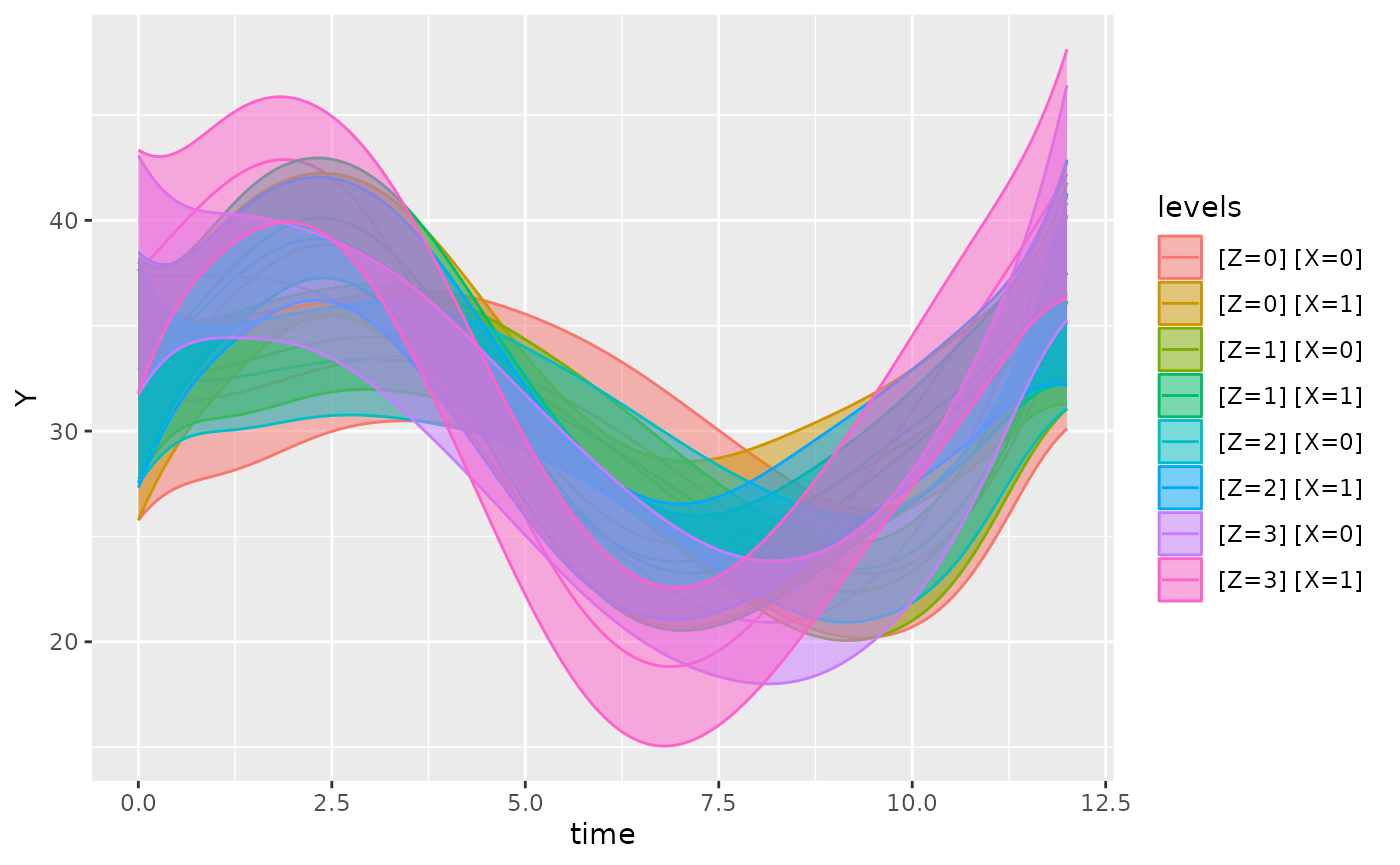 40
30
20
Y
0.0 2.5 5.0 7.5 10.0 12.5
time
levels
[Z=0] [X=0]
[Z=0] [X=1]
[Z=1] [X=0]
[Z=1] [X=1]
[Z=2] [X=0]
[Z=2] [X=1]
[Z=3] [X=0]
[Z=3] [X=1]